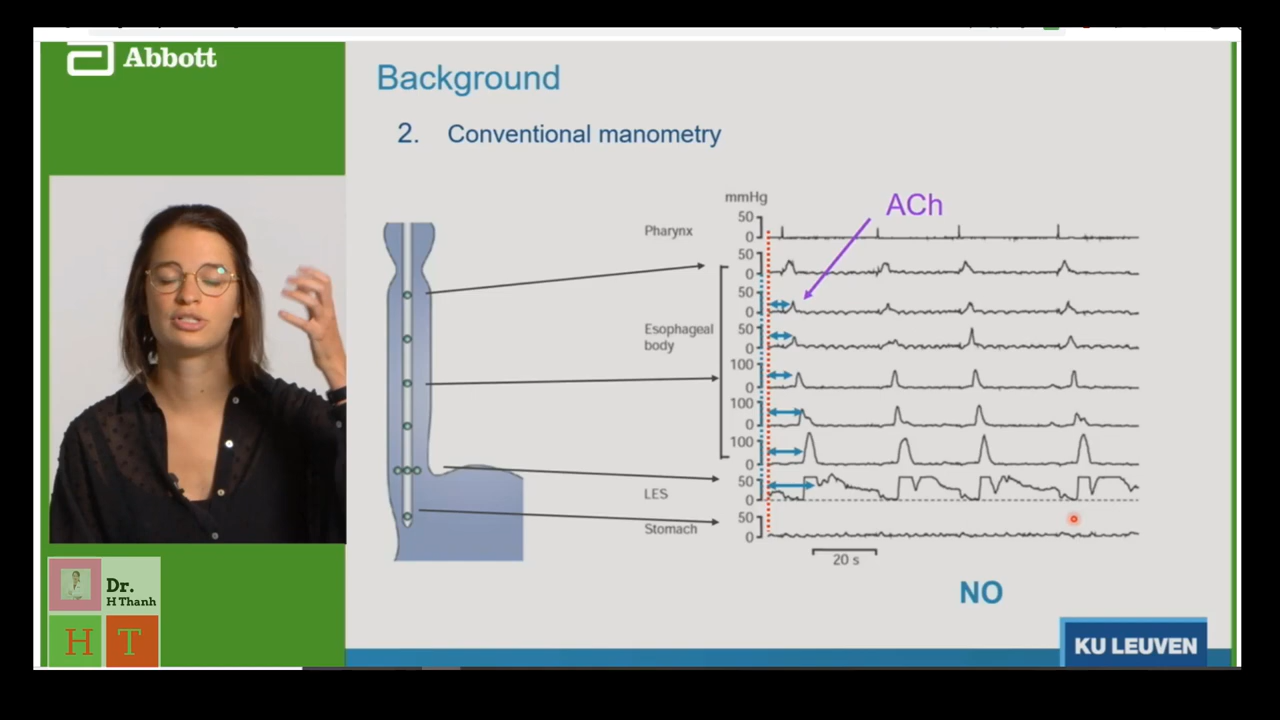 Abbott
Background
2. Conventional manometry
mmHg
ACh
Pharynx
50
0
50
0
50
0
Esophageal
body
50
0
100
0
100
0
100
0
LES
50
0
Stomach
50
0
20 s
NO
Dr.
H Thanh
H T
KU LEUVEN